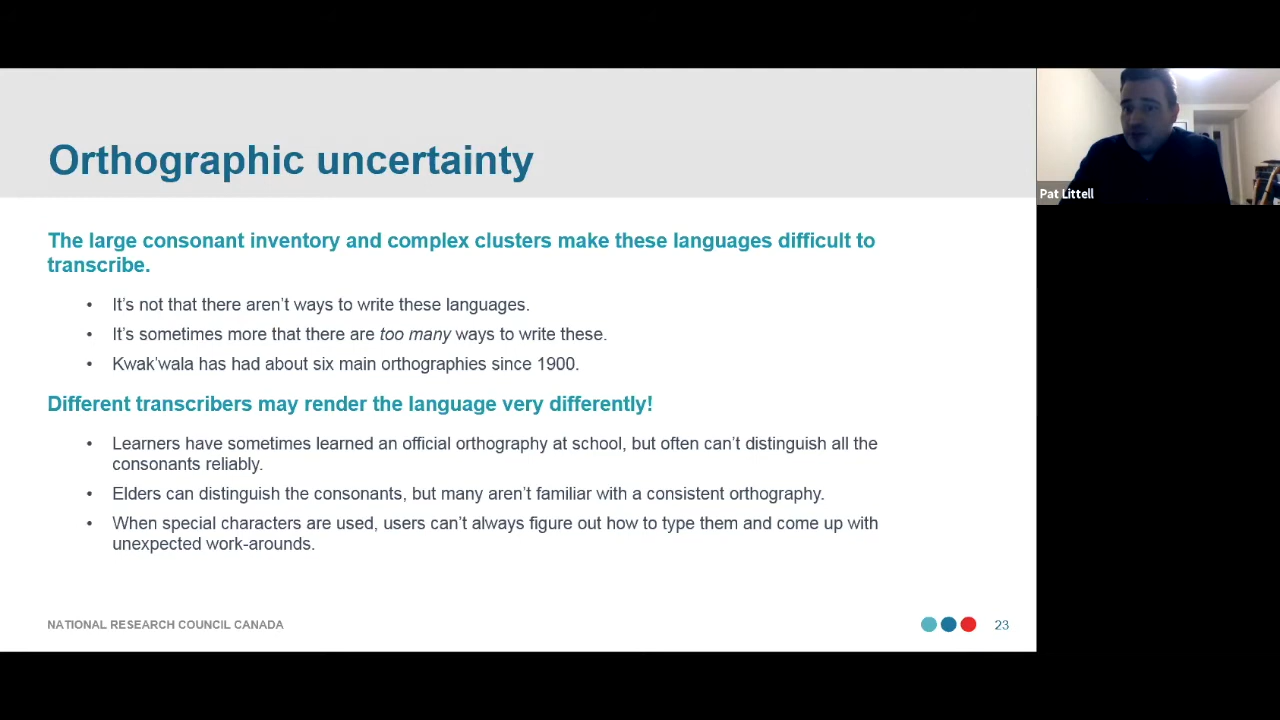 Orthographic uncertainty
Pat Littell
The large consonant inventory and complex clusters make these languages difficult to
transcribe.
• It’s not that there aren’t ways to write these languages.
• It’s sometimes more that there are too many ways to write these.
• Kwak’wala has had about six main orthographies since 1900.
Different transcribers may render the language very differently!
• Learners have sometimes learned an official orthography at school, but often can’t distinguish all the
consonants reliably.
• Elders can distinguish the consonants, but many aren’t familiar with a consistent orthography.
• When special characters are used, users can’t always figure out how to type them and come up with
unexpected work-arounds.
NATIONAL RESEARCH COUNCIL CANADA
23